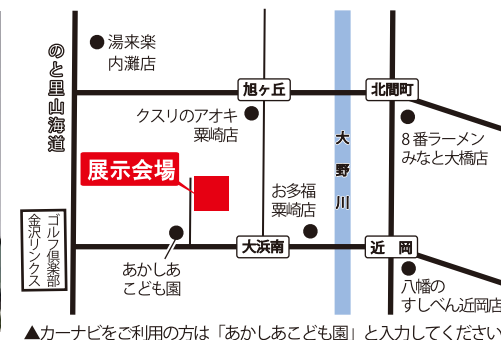 のと里山海道
湯来楽
内灘店
旭ヶ丘
北間町
クスリのアオキ
粟崎店
大野川
8番ラーメン
みなと大橋店
展示会場
お多福
粟崎店
ゴルフ倶楽部
金沢リンクス
あかしあ
こども園
大浜南
近岡
八幡の
すしべん近岡店
▲カーナビをご利用の方は「あかしあこども園」と入力してください